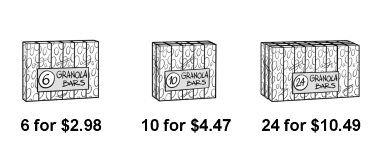 6 GRANOLA
BARS
10 GRANOLA
BARS
24 GRANOLA
BARS
6 for $2.98
10 for $4.47
24 for $10.49